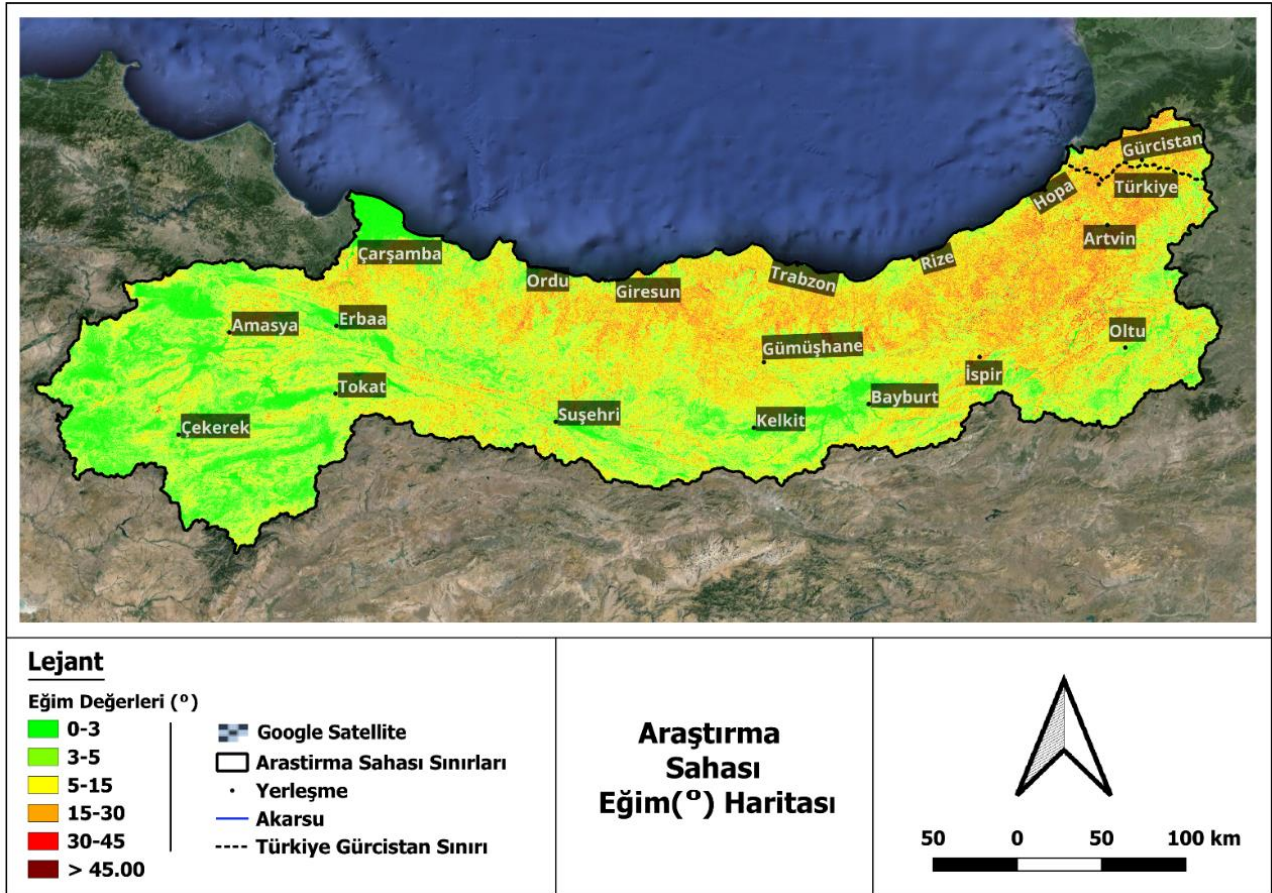 Gürcistan
Türkiye
Hopa
Artvin
Çarşamba
Rize
Ordu
Giresun
Trabzon
Amasya
Erbaa
Oltu
Gümüşhane
İspir
Tokat
Bayburt
Suşehri
Kelkit
Çekerek
Lejant
Eğim Değerleri (°)
0-3
3-5
5-15
15-30
30-45
> 45.00
Google Satellite
Arastirma Sahası Sınırları
Yerleşme
Akarsu
Türkiye Gürcistan Sınırı
Araştırma
Sahası
Eğim(°) Haritası
50 0 50 100 km